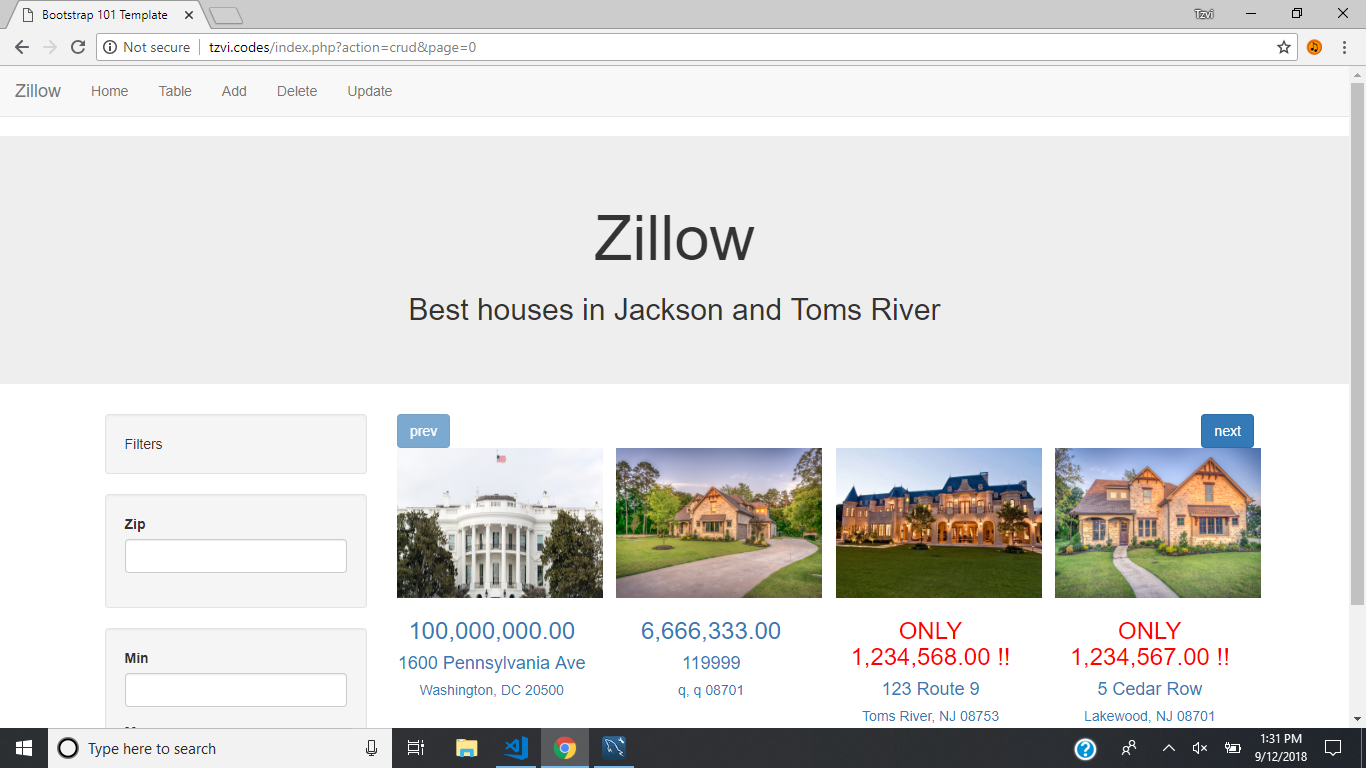 Bootstrap 101 Template
Tzvi
Not secure
tzvi.codes/index.php?action=crud&page=0
Zillow Home Table Add Delete Update
Zillow
Best houses in Jackson and Toms River
Filters
Zip
Min
prev
next
100,000,000.00
1600 Pennsylvania Ave
Washington, DC 20500
6,666,333.00
119999
q, q 08701
ONLY
1,234,568.00 !!
123 Route 9
Toms River, NJ 08753
ONLY
1,234,567.00 !!
5 Cedar Row
Lakewood, NJ 08701
Type here to search
1:31 PM
9/12/2018